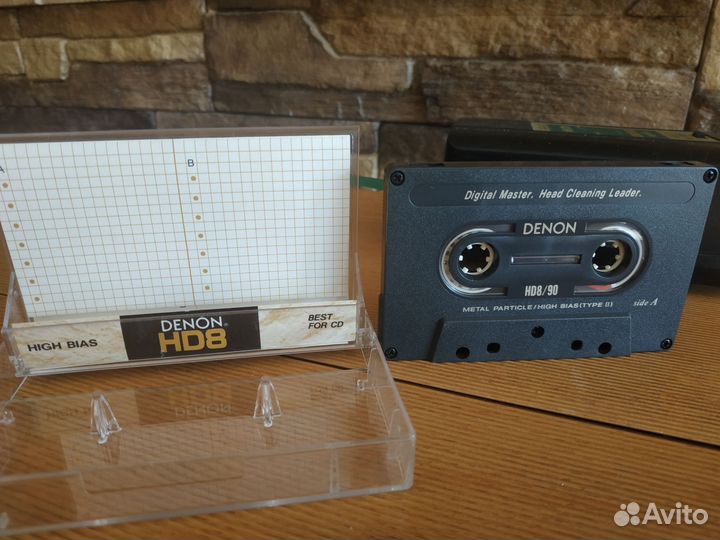 A
B
HIGH BIAS
DENON®
HD8
BEST
FOR CD
Digital Master. Head Cleaning Leader.
DENON
HD8/90
METAL PARTICLE/HIGH BIAS(TYPE II) side A
Avito